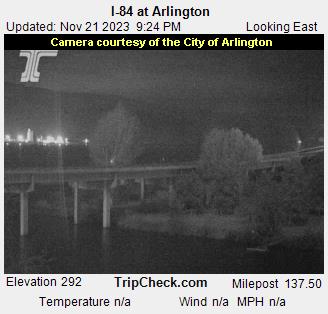 I-84 at Arlington
Updated: Nov 21 2023 9:24 PM Looking East
Camera courtesy of the City of Arlington
Elevation 292 TripCheck.com Milepost 137.50
Temperature n/a Wind n/a MPH n/a